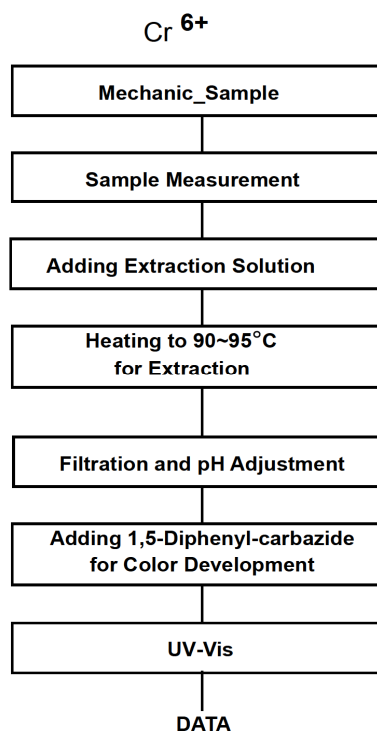 Cr 6+
Mechanic_Sample
Sample Measurement
Adding Extraction Solution
Heating to 90~95°C
for Extraction
Filtration and pH Adjustment
Adding 1,5-Diphenyl-carbazide
for Color Development
UV-Vis
DATA